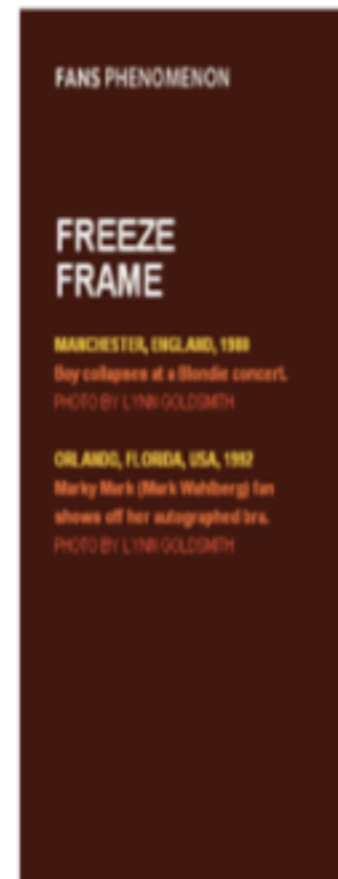 FANS PHENOMENON
FREEZE
FRAME
MANCHESTER, ENGLAND, 1980
Boy collapses at a Blondie concert.
PHOTO BY LYNN GOLDSMITH
ORLANDO, FLORIDA, USA, 1992
Marky Mark (Mark Wahlberg) fan
shows off her autographed bra.
PHOTO BY LYNN GOLDSMITH